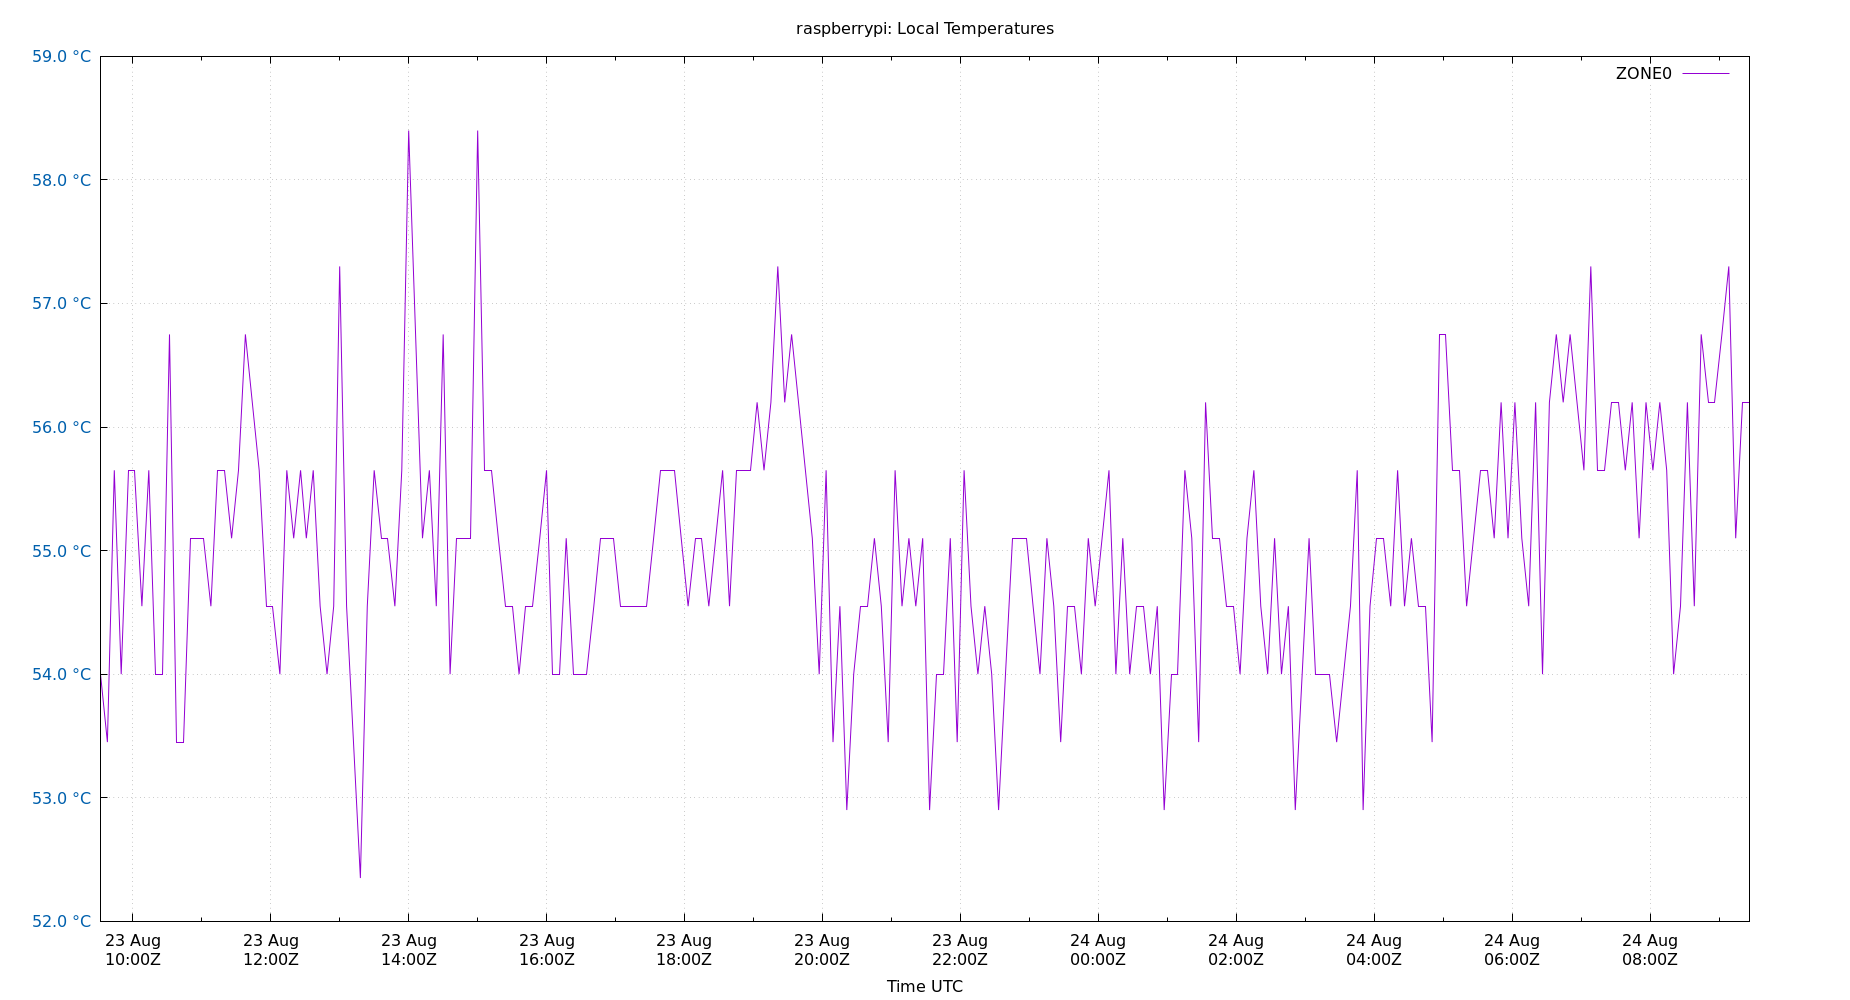 raspberrypi: Local Temperatures
59.0 °C
ZONE0
58.0 °C
57.0 °C
56.0 °C
55.0 °C
54.0 °C
53.0 °C
52.0 °C
23 Aug 23 Aug 23 Aug 23 Aug 23 Aug 23 Aug 23 Aug 24 Aug 24 Aug 24 Aug 24 Aug 24 Aug
10:00Z 12:00Z 14:00Z 16:00Z 18:00Z 20:00Z 22:00Z 00:00Z 02:00Z 04:00Z 06:00Z 08:00Z
Time UTC